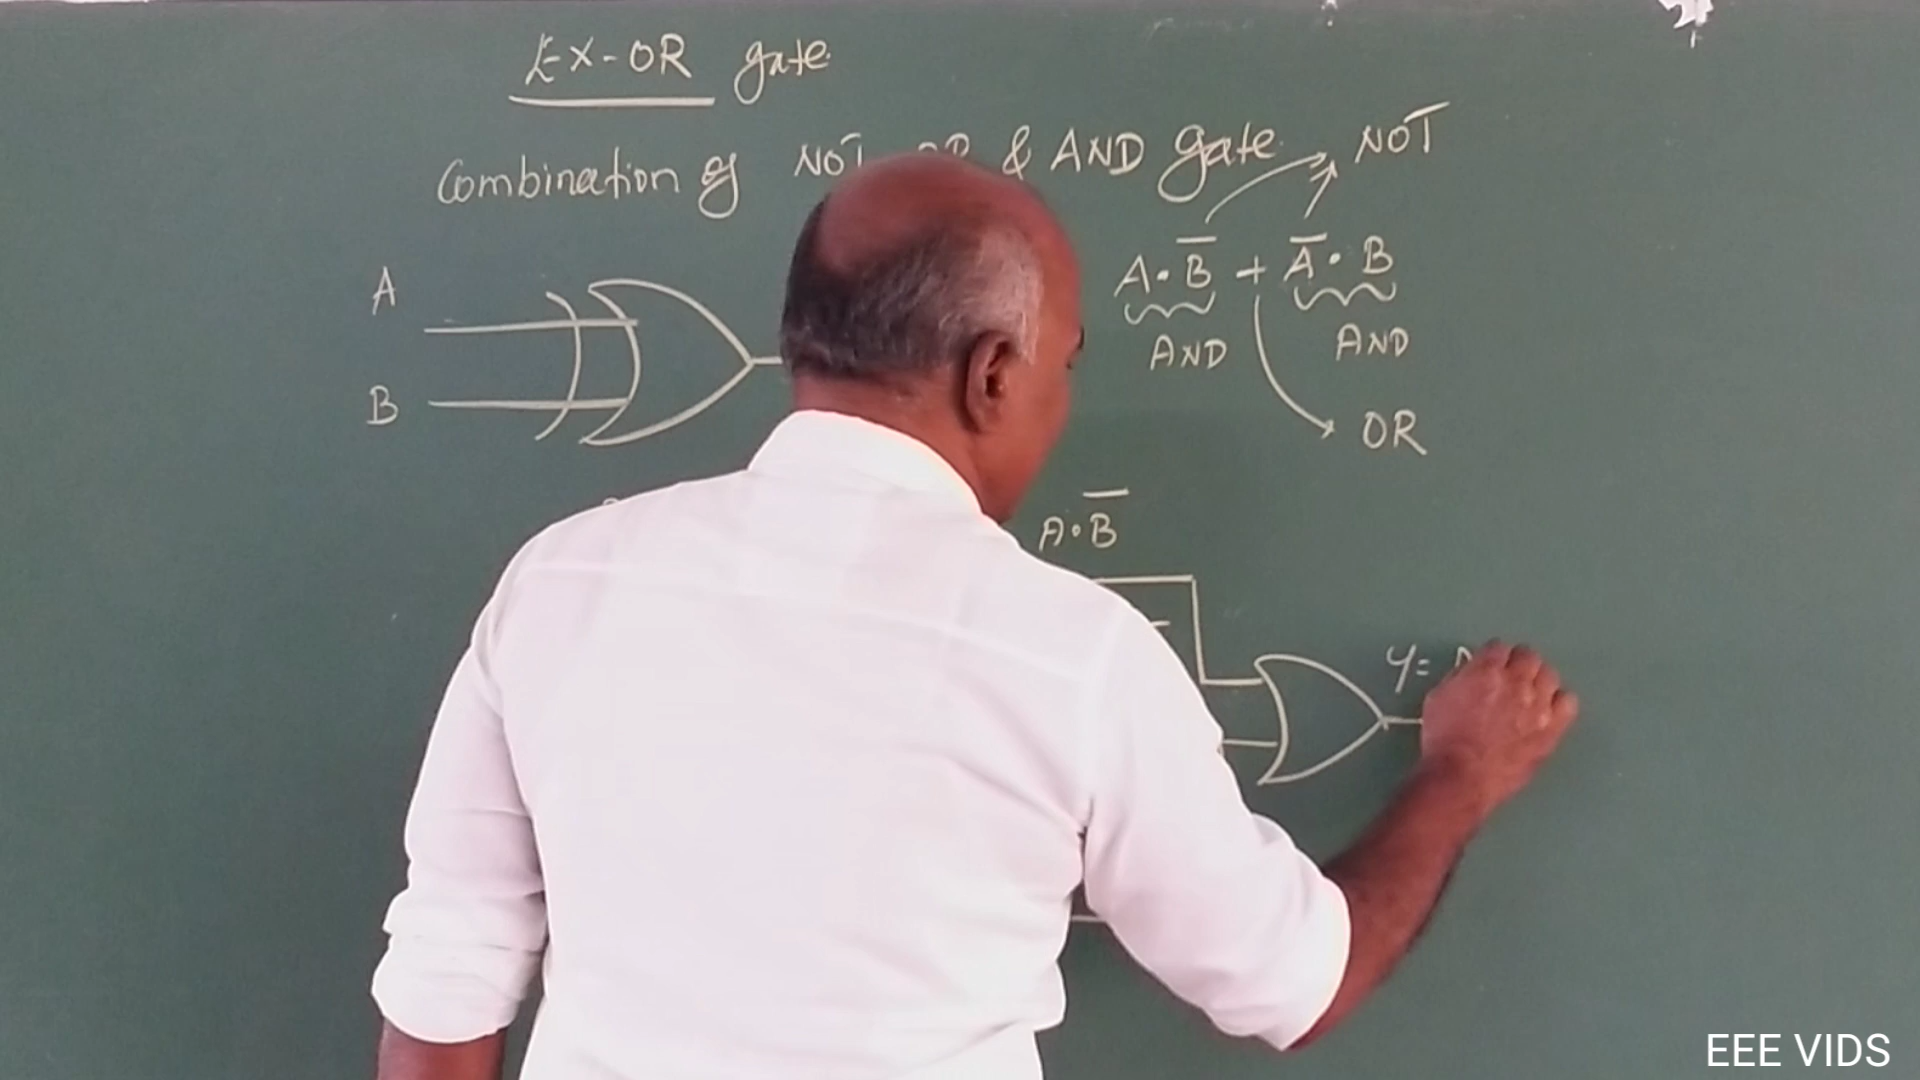 EX-OR gate
Combination of NOT OR & AND gate
NOT
A
A·B̅ + A̅·B
AND
AND
B
OR
A·B̅
Y=
EEE VIDS